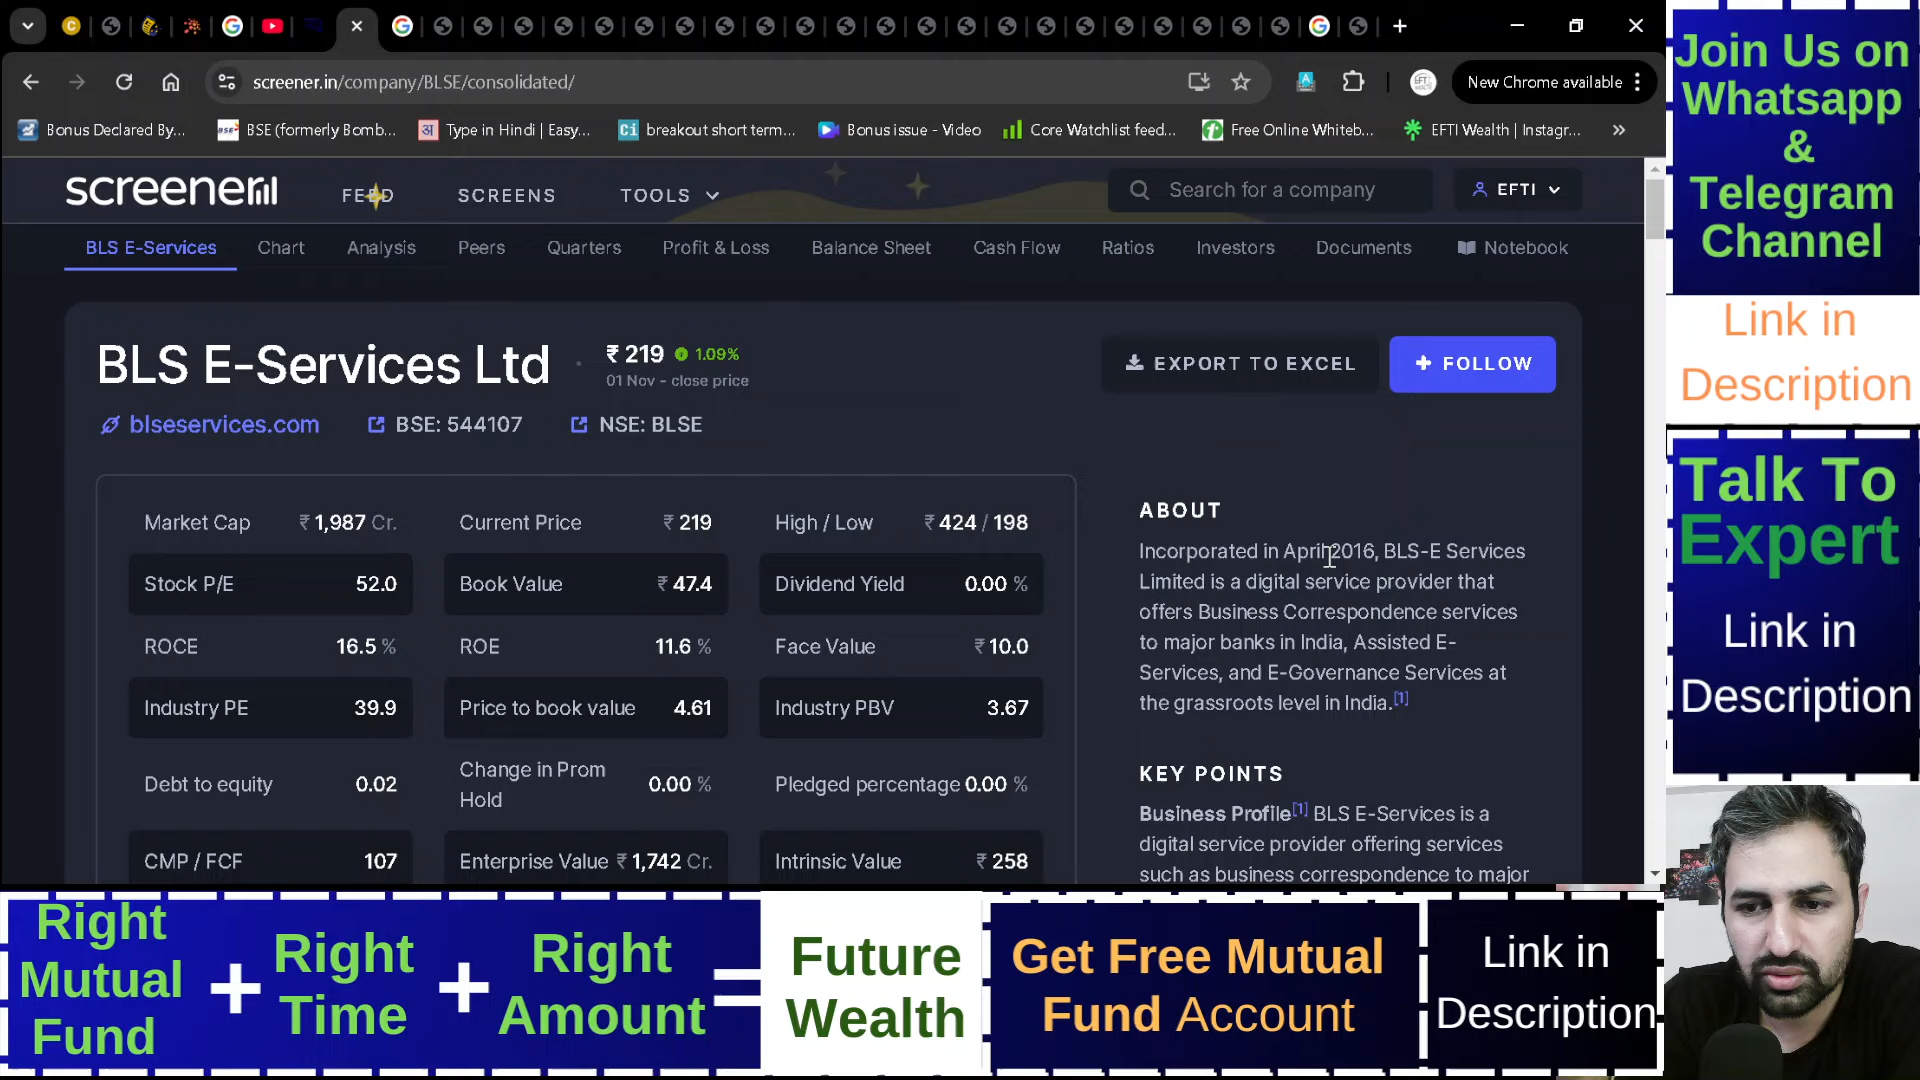 screener.in/company/BLSE/consolidated/
New Chrome available
Bonus Declared By...
BSE (formerly Bomb...
Type in Hindi | Easy...
breakout short term...
Bonus issue - Video
Core Watchlist feed...
Free Online Whiteb...
EFTI Wealth | Instagr...
screener
FEED
SCREENS
TOOLS
Search for a company
EFTI
BLS E-Services
Chart
Analysis
Peers
Quarters
Profit & Loss
Balance Sheet
Cash Flow
Ratios
Investors
Documents
Notebook
BLS E-Services Ltd
₹ 219 1.09%
01 Nov - close price
EXPORT TO EXCEL
+ FOLLOW
blseservices.com
BSE: 544107
NSE: BLSE
Market Cap ₹ 1,987 Cr.
Current Price ₹ 219
High / Low ₹ 424 / 198
Stock P/E 52.0
Book Value ₹ 47.4
Dividend Yield 0.00 %
ROCE 16.5 %
ROE 11.6 %
Face Value ₹ 10.0
Industry PE 39.9
Price to book value 4.61
Industry PBV 3.67
Debt to equity 0.02
Change in Prom
Hold 0.00 %
Pledged percentage 0.00 %
CMP / FCF 107
Enterprise Value ₹ 1,742 Cr.
Intrinsic Value ₹ 258
ABOUT
Incorporated in April 2016, BLS-E Services
Limited is a digital service provider that
offers Business Correspondence services
to major banks in India, Assisted E-
Services, and E-Governance Services at
the grassroots level in India.[1]
KEY POINTS
Business Profile[1] BLS E-Services is a
digital service provider offering services
such as business correspondence to major
Join Us on
Whatsapp
&
Telegram
Channel
Link in
Description
Talk To
Expert
Link in
Description
Right
Mutual
Fund
+
Right
Time
+
Right
Amount
=
Future
Wealth
Get Free Mutual
Fund Account
Link in
Description